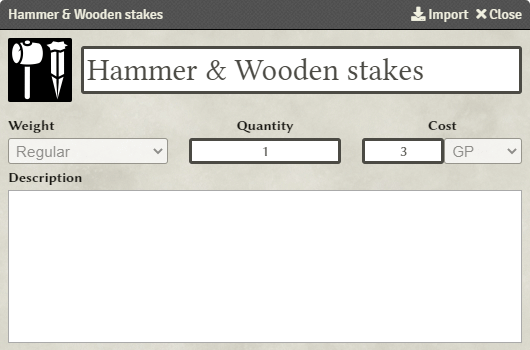 Hammer & Wooden stakes Import Close
Hammer & Wooden stakes
Weight Quantity Cost
Regular 1 3 GP
Description